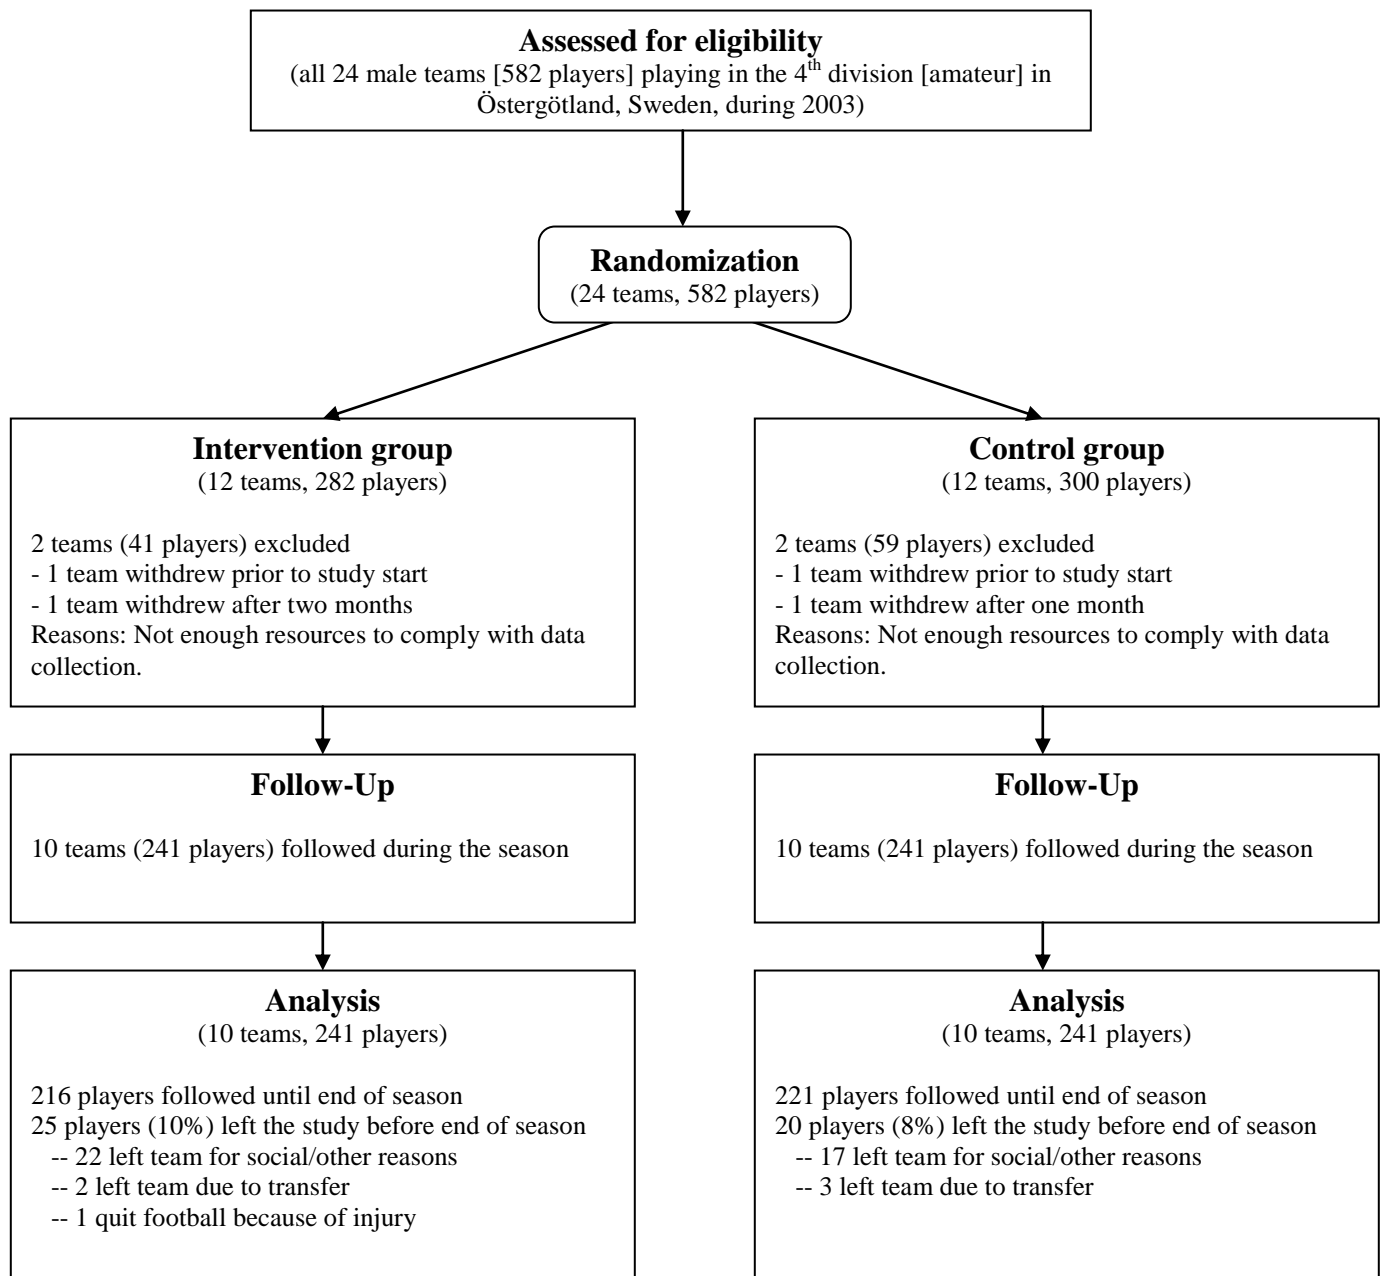 Assessed for eligibility
(all 24 male teams [582 players] playing in the 4th division [amateur] in
Östergötland, Sweden, during 2003)
Randomization
(24 teams, 582 players)
Intervention group
(12 teams, 282 players)
2 teams (41 players) excluded
- 1 team withdrew prior to study start
- 1 team withdrew after two months
Reasons: Not enough resources to comply with data
collection.
Control group
(12 teams, 300 players)
2 teams (59 players) excluded
- 1 team withdrew prior to study start
- 1 team withdrew after one month
Reasons: Not enough resources to comply with data
collection.
Follow-Up
10 teams (241 players) followed during the season
Follow-Up
10 teams (241 players) followed during the season
Analysis
(10 teams, 241 players)
216 players followed until end of season
25 players (10%) left the study before end of season
-- 22 left team for social/other reasons
-- 2 left team due to transfer
-- 1 quit football because of injury
Analysis
(10 teams, 241 players)
221 players followed until end of season
20 players (8%) left the study before end of season
-- 17 left team for social/other reasons
-- 3 left team due to transfer